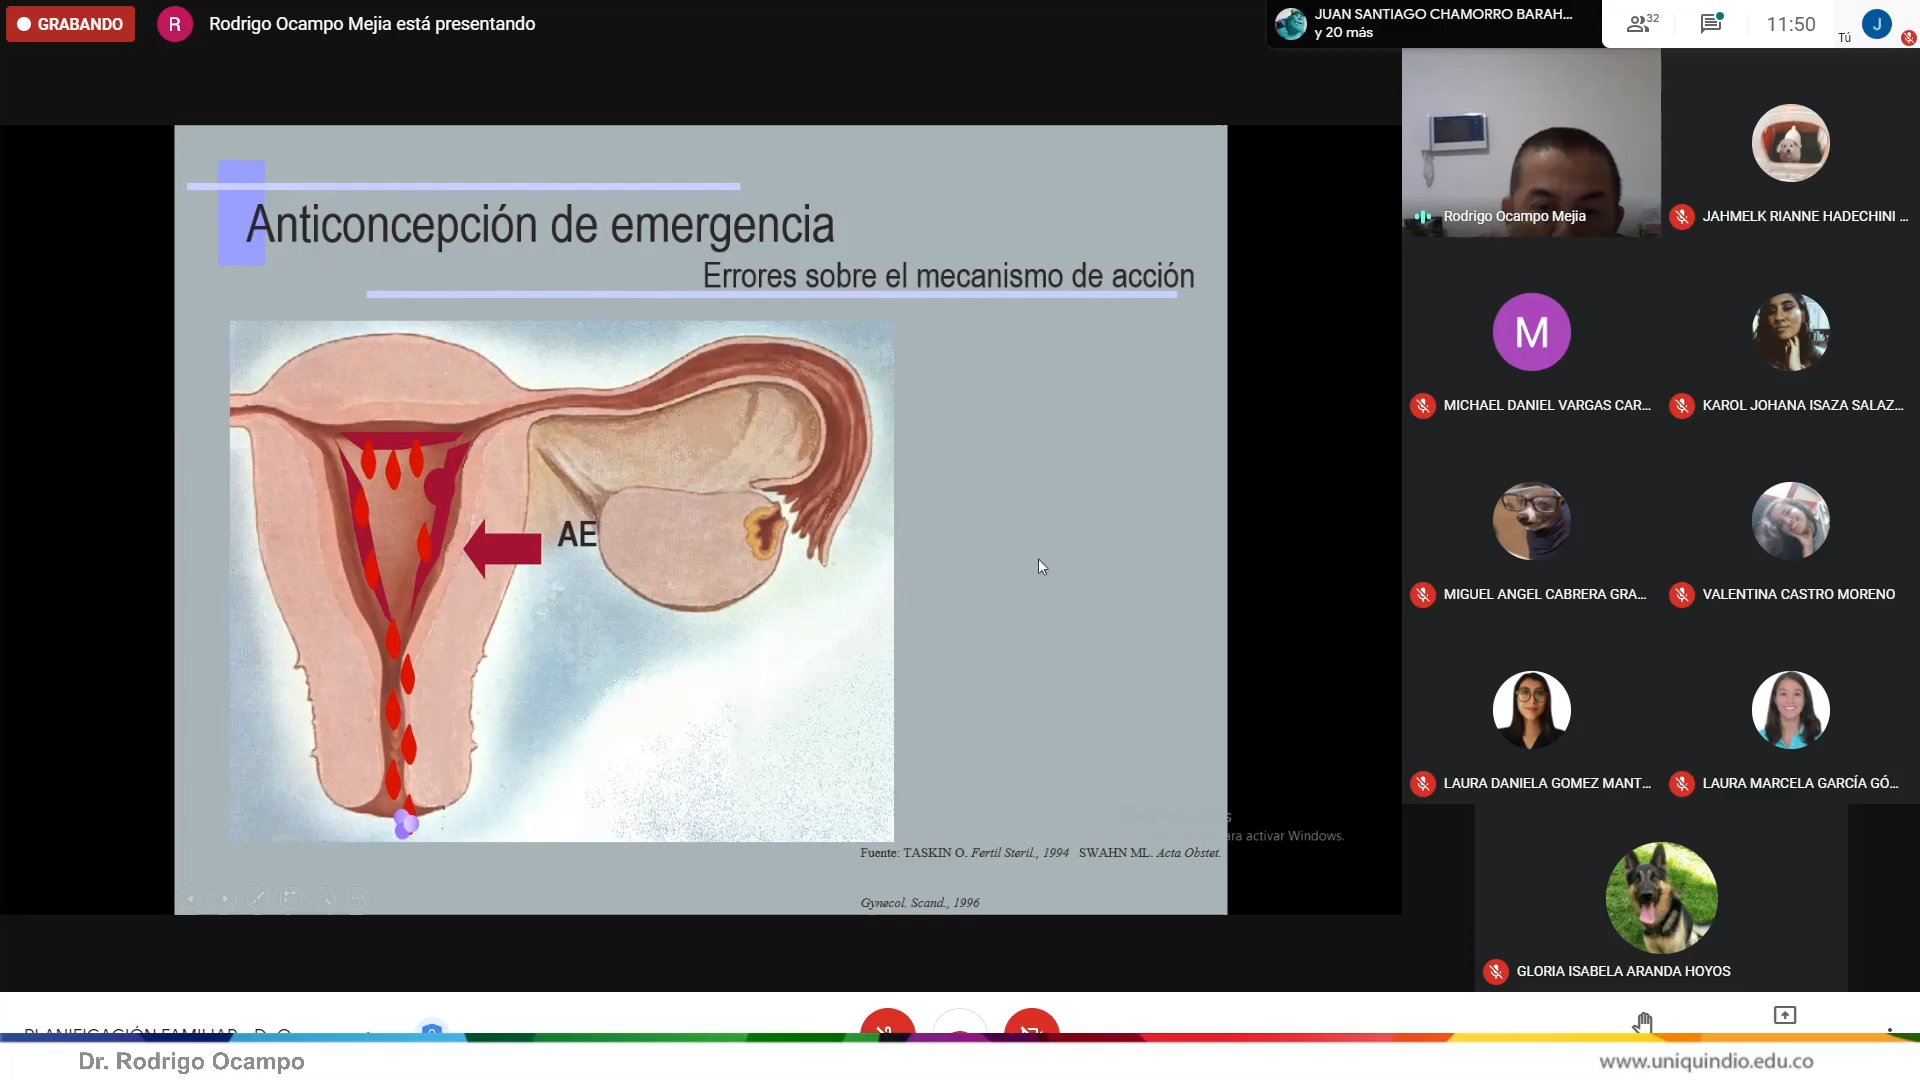 GRABANDO
R
Rodrigo Ocampo Mejia está presentando
JUAN SANTIAGO CHAMORRO BARAH...
y 20 más
32
11:50
Tú
J
Anticoncepción de emergencia
Errores sobre el mecanismo de acción
AE
Fuente: TASKIN O. Fertil Steril., 1994 SWAHN ML. Acta Obstet.
Gynecol. Scand., 1996
activar Windows.
Rodrigo Ocampo Mejia
JAHMELK RIANNE HADECHINI ...
M
MICHAEL DANIEL VARGAS CAR...
KAROL JOHANA ISAZA SALAZ...
MIGUEL ANGEL CABRERA GRA...
VALENTINA CASTRO MORENO
LAURA DANIELA GOMEZ MANT...
LAURA MARCELA GARCÍA GÓ...
GLORIA ISABELA ARANDA HOYOS
PLANIFICACIÓN FAMILIAR
Dr. Rodrigo Ocampo
www.uniquindio.edu.co